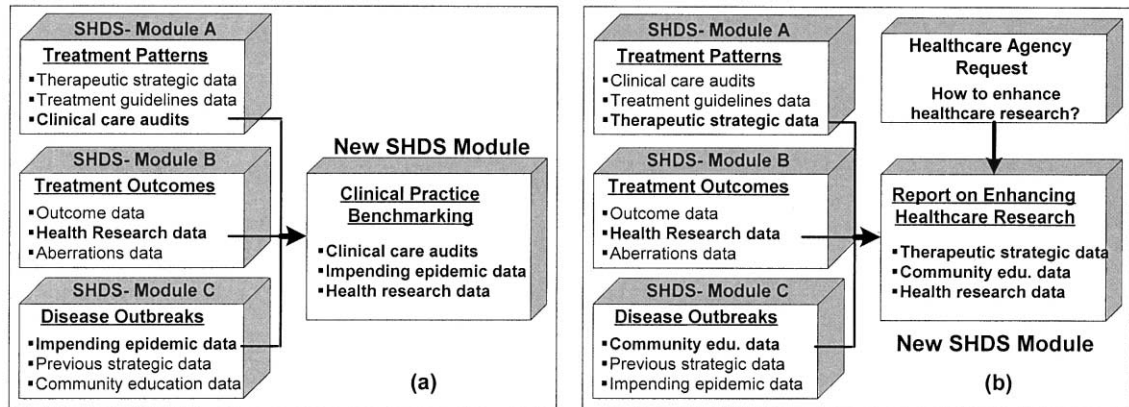 SHDS- Module A
Treatment Patterns
▪Therapeutic strategic data
▪Treatment guidelines data
▪Clinical care audits
SHDS- Module B
Treatment Outcomes
▪Outcome data
▪Health Research data
▪Aberrations data
SHDS- Module C
Disease Outbreaks
▪Impending epidemic data
▪Previous strategic data
▪Community education data
New SHDS Module
Clinical Practice
Benchmarking
▪Clinical care audits
▪Impending epidemic data
▪Health research data
(a)
SHDS- Module A
Treatment Patterns
▪Clinical care audits
▪Treatment guidelines data
▪Therapeutic strategic data
SHDS- Module B
Treatment Outcomes
▪Outcome data
▪Health Research data
▪Aberrations data
SHDS- Module C
Disease Outbreaks
▪Community edu. data
▪Previous strategic data
▪Impending epidemic data
Healthcare Agency
Request
How to enhance
healthcare research?
Report on Enhancing
Healthcare Research
▪Therapeutic strategic data
▪Community edu. data
▪Health research data
New SHDS Module
(b)